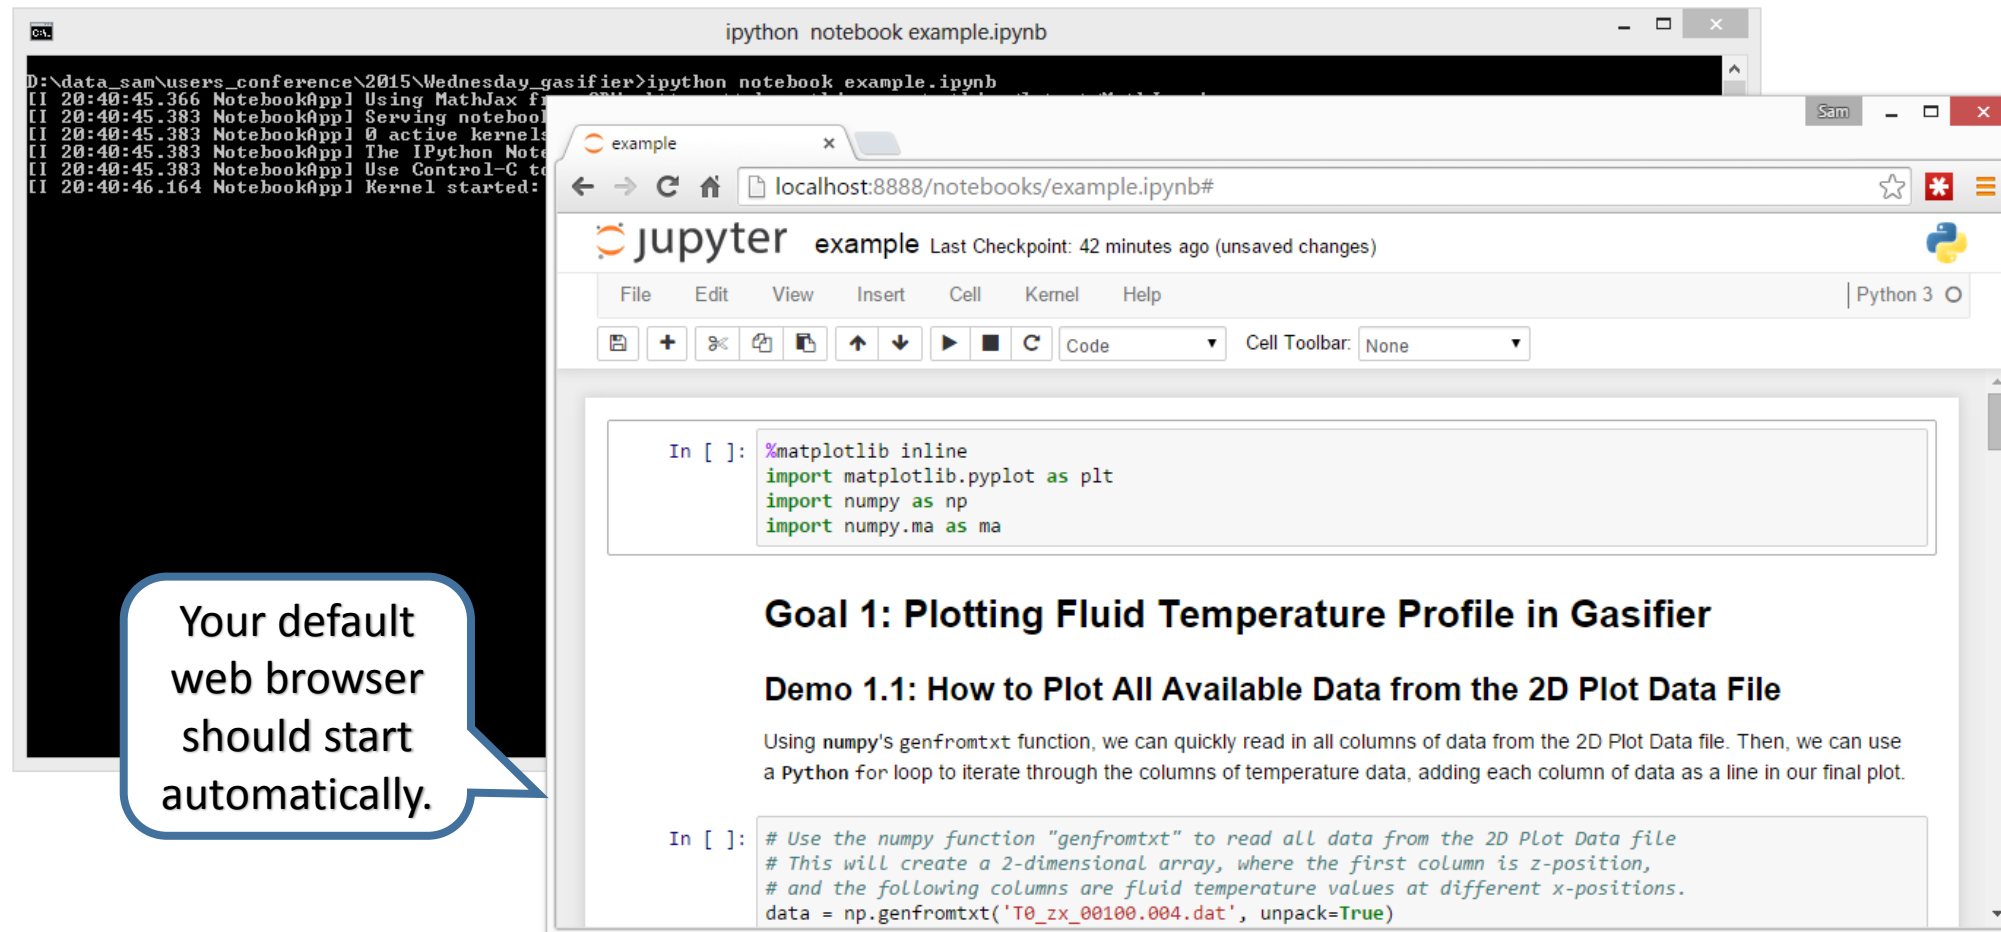 ipython  notebook example.ipynb
D:\data_sam\users_conference\2015\Wednesday_gasifier>ipython notebook example.ipynb
[I 20:40:45.366 NotebookApp] Using MathJax
[I 20:40:45.383 NotebookApp] Serving
[I 20:40:45.383 NotebookApp] 0 active kernels
[I 20:40:45.383 NotebookApp] The IPython
[I 20:40:45.383 NotebookApp] Use Control-C
[I 20:40:46.164 NotebookApp] Kernel started:
Sam
example
localhost:8888/notebooks/example.ipynb#
jupyter example Last Checkpoint: 42 minutes ago (unsaved changes)
File Edit View Insert Cell Kernel Help Python 3
Code Cell Toolbar: None
In [ ]: %matplotlib inline
import matplotlib.pyplot as plt
import numpy as np
import numpy.ma as ma
Goal 1: Plotting Fluid Temperature Profile in Gasifier
Demo 1.1: How to Plot All Available Data from the 2D Plot Data File
Using numpy's genfromtxt function, we can quickly read in all columns of data from the 2D Plot Data file. Then, we can use
a Python for loop to iterate through the columns of temperature data, adding each column of data as a line in our final plot.
In [ ]: # Use the numpy function "genfromtxt" to read all data from the 2D Plot Data file
# This will create a 2-dimensional array, where the first column is z-position,
# and the following columns are fluid temperature values at different x-positions.
data = np.genfromtxt('T0_zx_00100.004.dat', unpack=True)
Your default
web browser
should start
automatically.